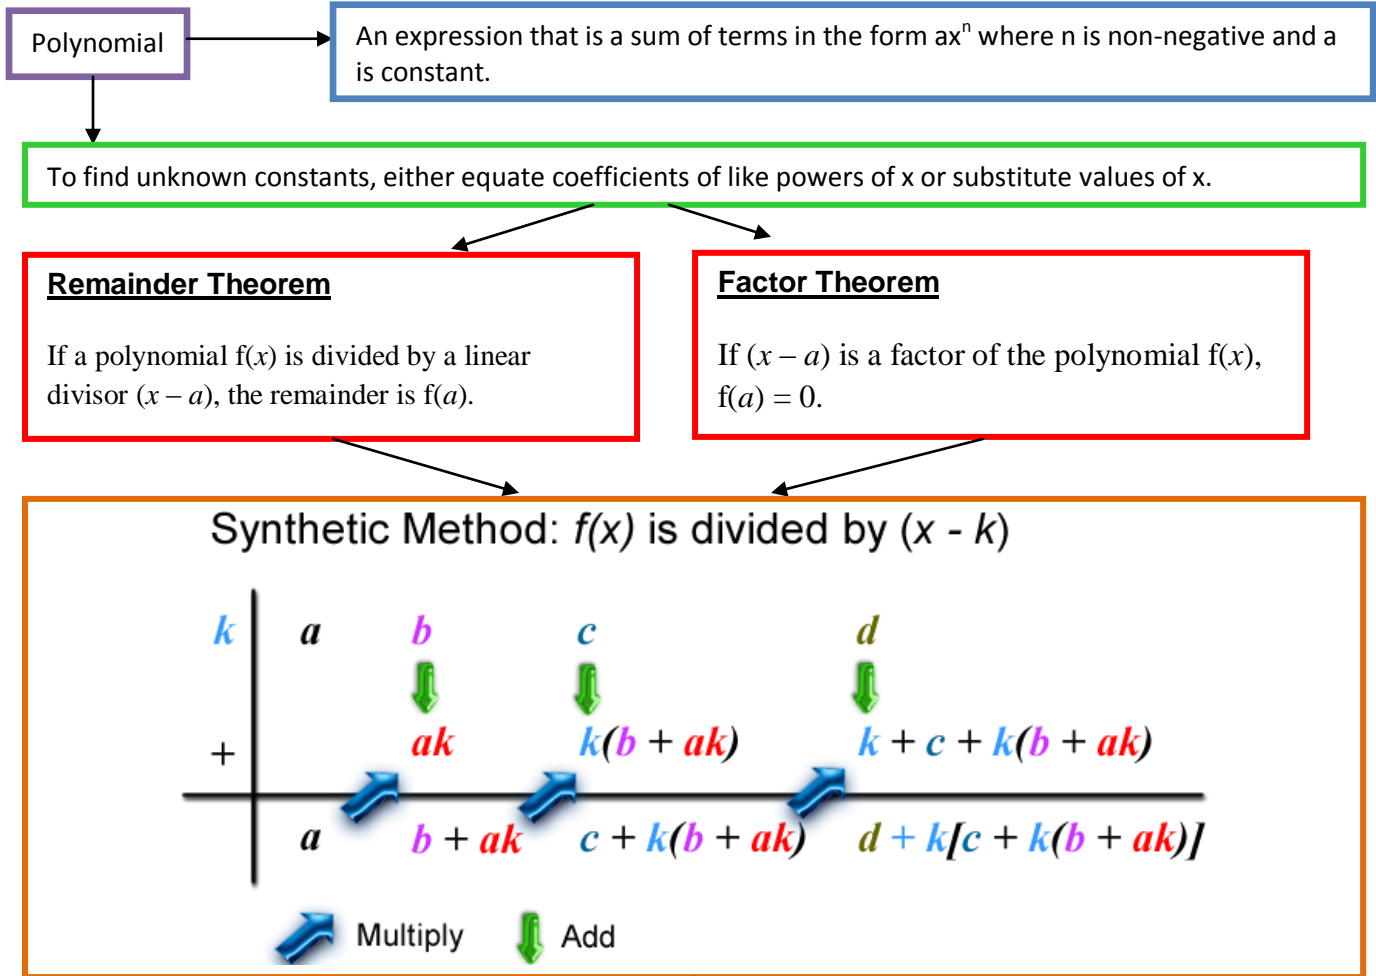 Polynomial
An expression that is a sum of terms in the form axⁿ where n is non-negative and a
is constant.
To find unknown constants, either equate coefficients of like powers of x or substitute values of x.
Remainder Theorem
If a polynomial f(x) is divided by a linear
divisor (x – a), the remainder is f(a).
Factor Theorem
If (x – a) is a factor of the polynomial f(x),
f(a) = 0.
Synthetic Method: f(x) is divided by (x - k)
k a b c d
+ ak k(b + ak) k + c + k(b + ak)
a b + ak c + k(b + ak) d + k[c + k(b + ak)]
Multiply Add